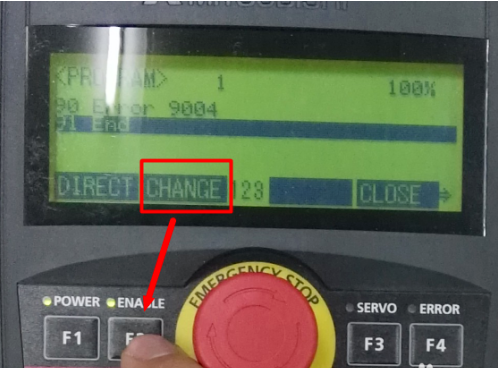 <PROGRAM> 1 100%
90 Error 9004
91 End
DIRECT CHANGE 123 CLOSE
POWER ENABLE
EMERGENCY STOP
SERVO ERROR
F1 F3 F4